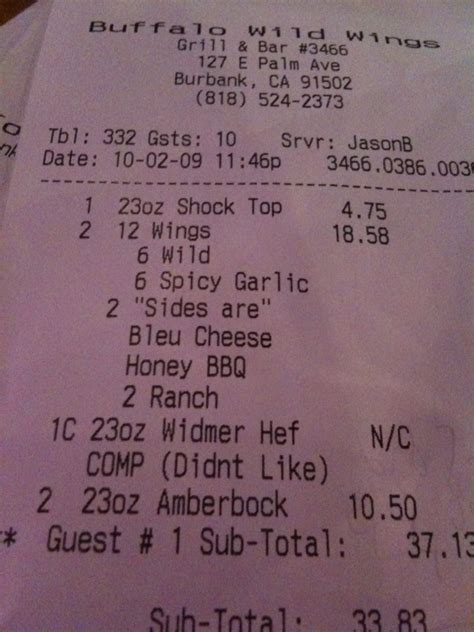 Buffalo Wild Wings
Grill & Bar #3466
127 E Palm Ave
Burbank, CA 91502
(818) 524-2373
Tbl: 332 Gsts: 10 Srvr: JasonB
Date: 10-02-09 11:46p 3466.0386.003
1 23oz Shock Top 4.75
2 12 Wings 18.58
6 Wild
6 Spicy Garlic
2 "Sides are"
Bleu Cheese
Honey BBQ
2 Ranch
1C 23oz Widmer Hef N/C
COMP (Didnt Like)
2 23oz Amberbock 10.50
* Guest # 1 Sub-Total: 37.13
Sub-Total: 33.83